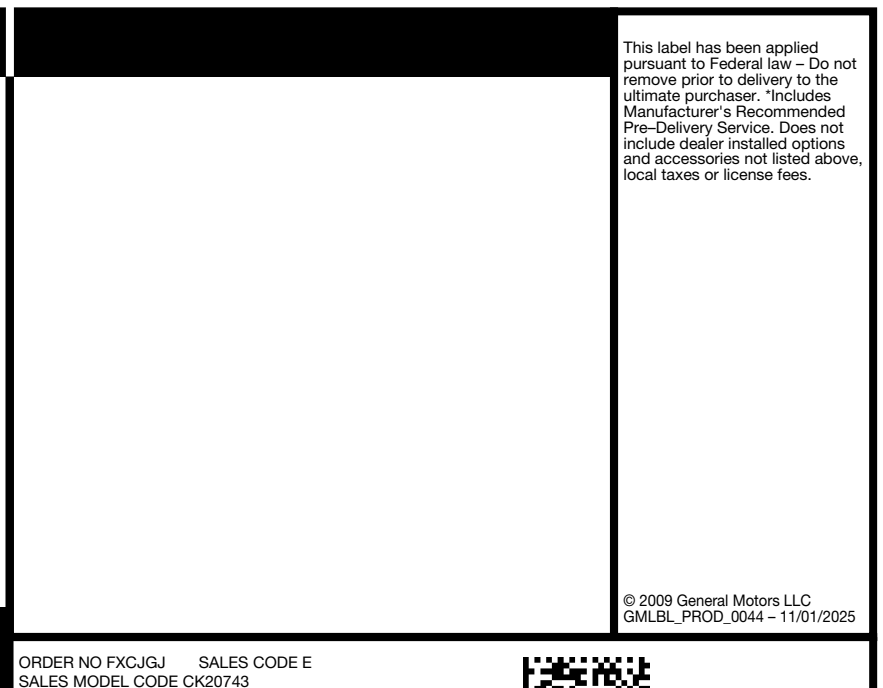 This label has been applied
pursuant to Federal law – Do not
remove prior to delivery to the
ultimate purchaser. *Includes
Manufacturer's Recommended
Pre–Delivery Service. Does not
include dealer installed options
and accessories not listed above,
local taxes or license fees.
© 2009 General Motors LLC
GMLBL_PROD_0044 – 11/01/2025
ORDER NO FXCJGJ SALES CODE E
SALES MODEL CODE CK20743